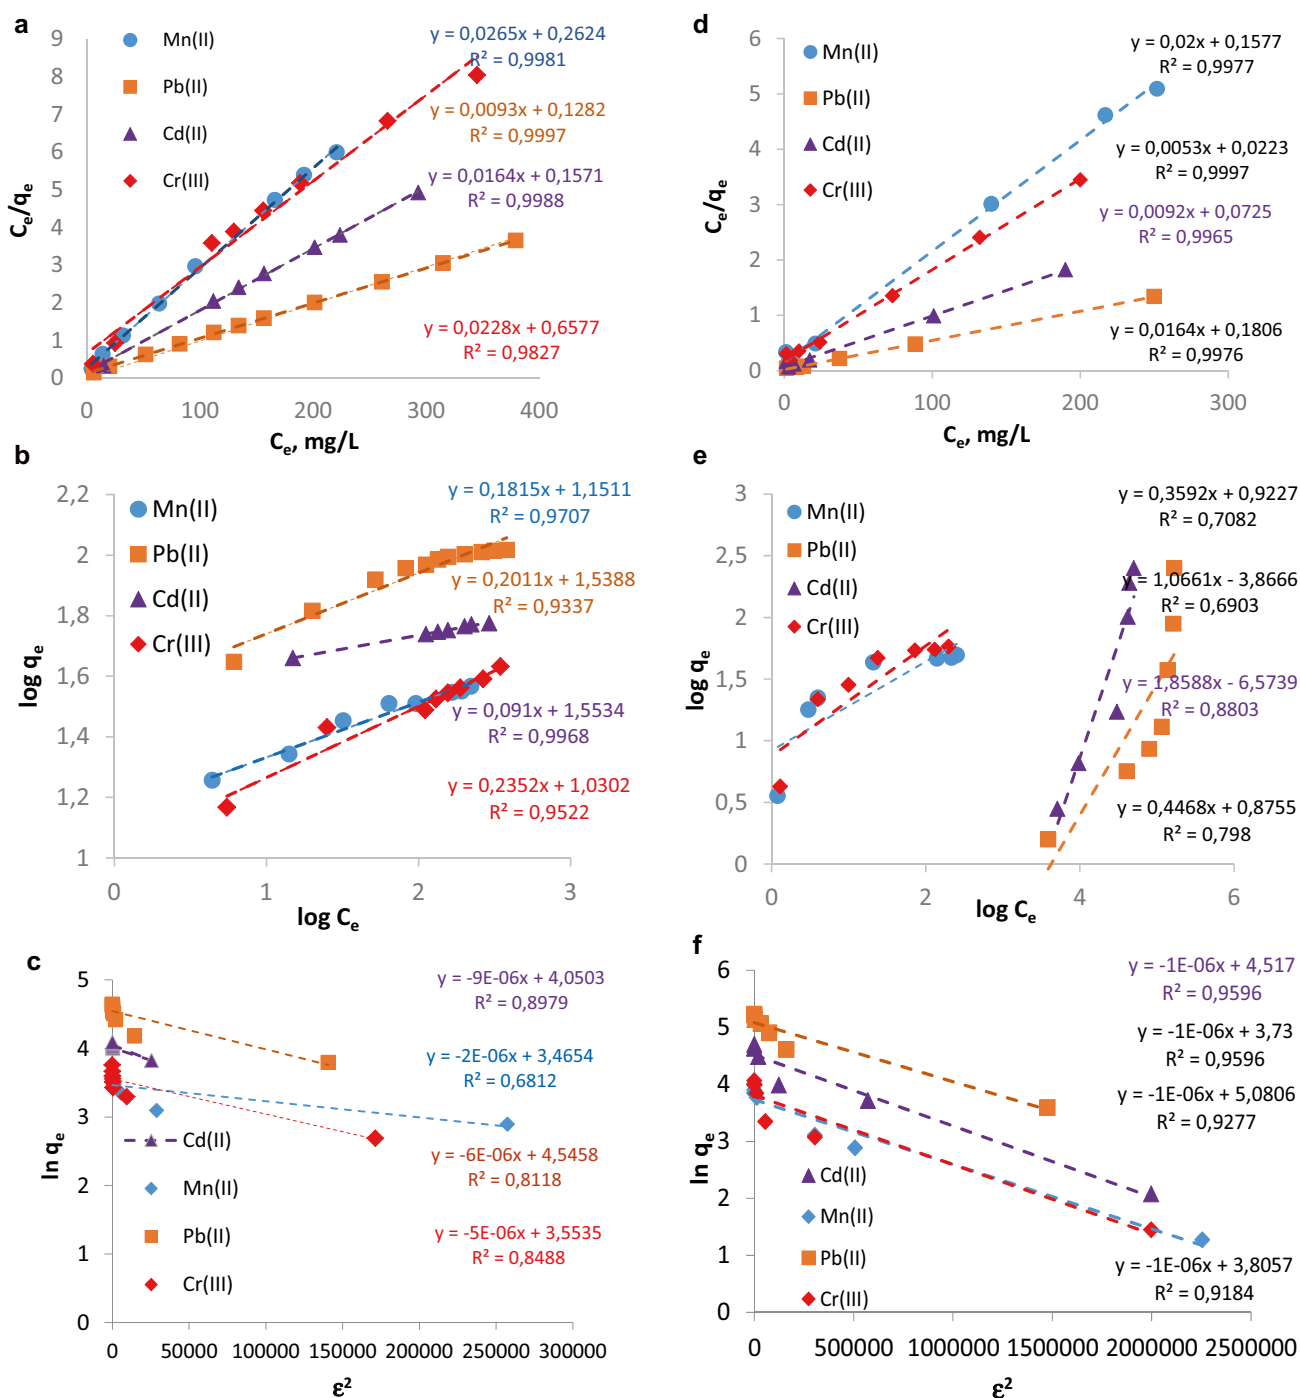 a
9
8
7
6
5
4
3
2
1
0
C_e/q_e
Mn(II)
Pb(II)
Cd(II)
Cr(III)
y = 0,0265x + 0,2624
R² = 0,9981
y = 0,0093x + 0,1282
R² = 0,9997
y = 0,0164x + 0,1571
R² = 0,9988
y = 0,0228x + 0,6577
R² = 0,9827
0 100 200 300 400
C_e, mg/L
d
6
5
4
3
2
1
0
C_e/q_e
Mn(II)
Pb(II)
Cd(II)
Cr(III)
y = 0,02x + 0,1577
R² = 0,9977
y = 0,0053x + 0,0223
R² = 0,9997
y = 0,0092x + 0,0725
R² = 0,9965
y = 0,0164x + 0,1806
R² = 0,9976
0 100 200 300
C_e, mg/L
b
2,2
2
1,8
1,6
1,4
1,2
1
log q_e
Mn(II)
Pb(II)
Cd(II)
Cr(III)
y = 0,1815x + 1,1511
R² = 0,9707
y = 0,2011x + 1,5388
R² = 0,9337
y = 0,091x + 1,5534
R² = 0,9968
y = 0,2352x + 1,0302
R² = 0,9522
0 1 2 3
log C_e
e
3
2,5
2
1,5
1
0,5
0
log q_e
Mn(II)
Pb(II)
Cd(II)
Cr(III)
y = 0,3592x + 0,9227
R² = 0,7082
y = 1,0661x - 3,8666
R² = 0,6903
y = 1,8588x - 6,5739
R² = 0,8803
y = 0,4468x + 0,8755
R² = 0,798
0 2 4 6
log C_e
c
5
4
3
2
1
0
ln q_e
Cd(II)
Mn(II)
Pb(II)
Cr(III)
y = -9E-06x + 4,0503
R² = 0,8979
y = -2E-06x + 3,4654
R² = 0,6812
y = -6E-06x + 4,5458
R² = 0,8118
y = -5E-06x + 3,5535
R² = 0,8488
0 50000 100000 150000 200000 250000 300000
ε²
f
6
5
4
3
2
1
0
ln q_e
Cd(II)
Mn(II)
Pb(II)
Cr(III)
y = -1E-06x + 4,517
R² = 0,9596
y = -1E-06x + 3,73
R² = 0,9596
y = -1E-06x + 5,0806
R² = 0,9277
y = -1E-06x + 3,8057
R² = 0,9184
0 500000 1000000 1500000 2000000 2500000
ε²